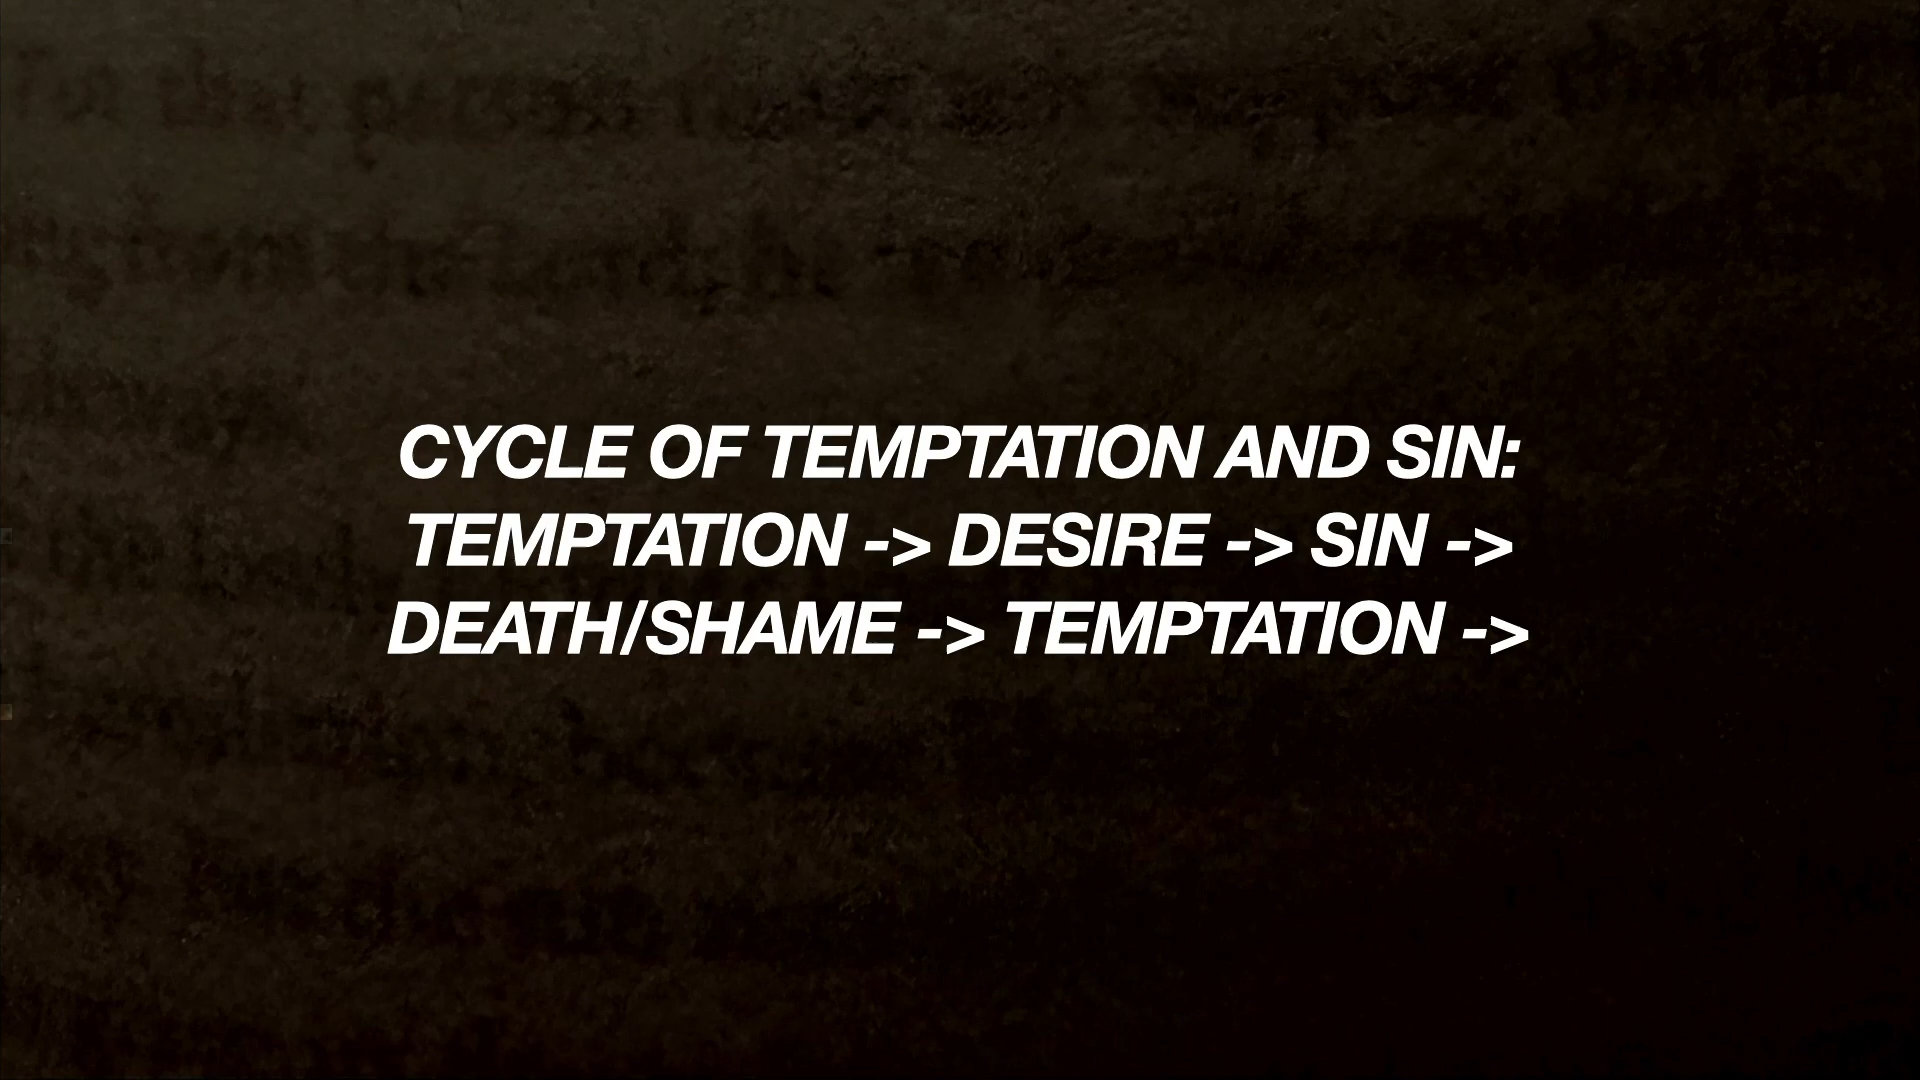 CYCLE OF TEMPTATION AND SIN:
TEMPTATION -> DESIRE -> SIN ->
DEATH/SHAME -> TEMPTATION ->